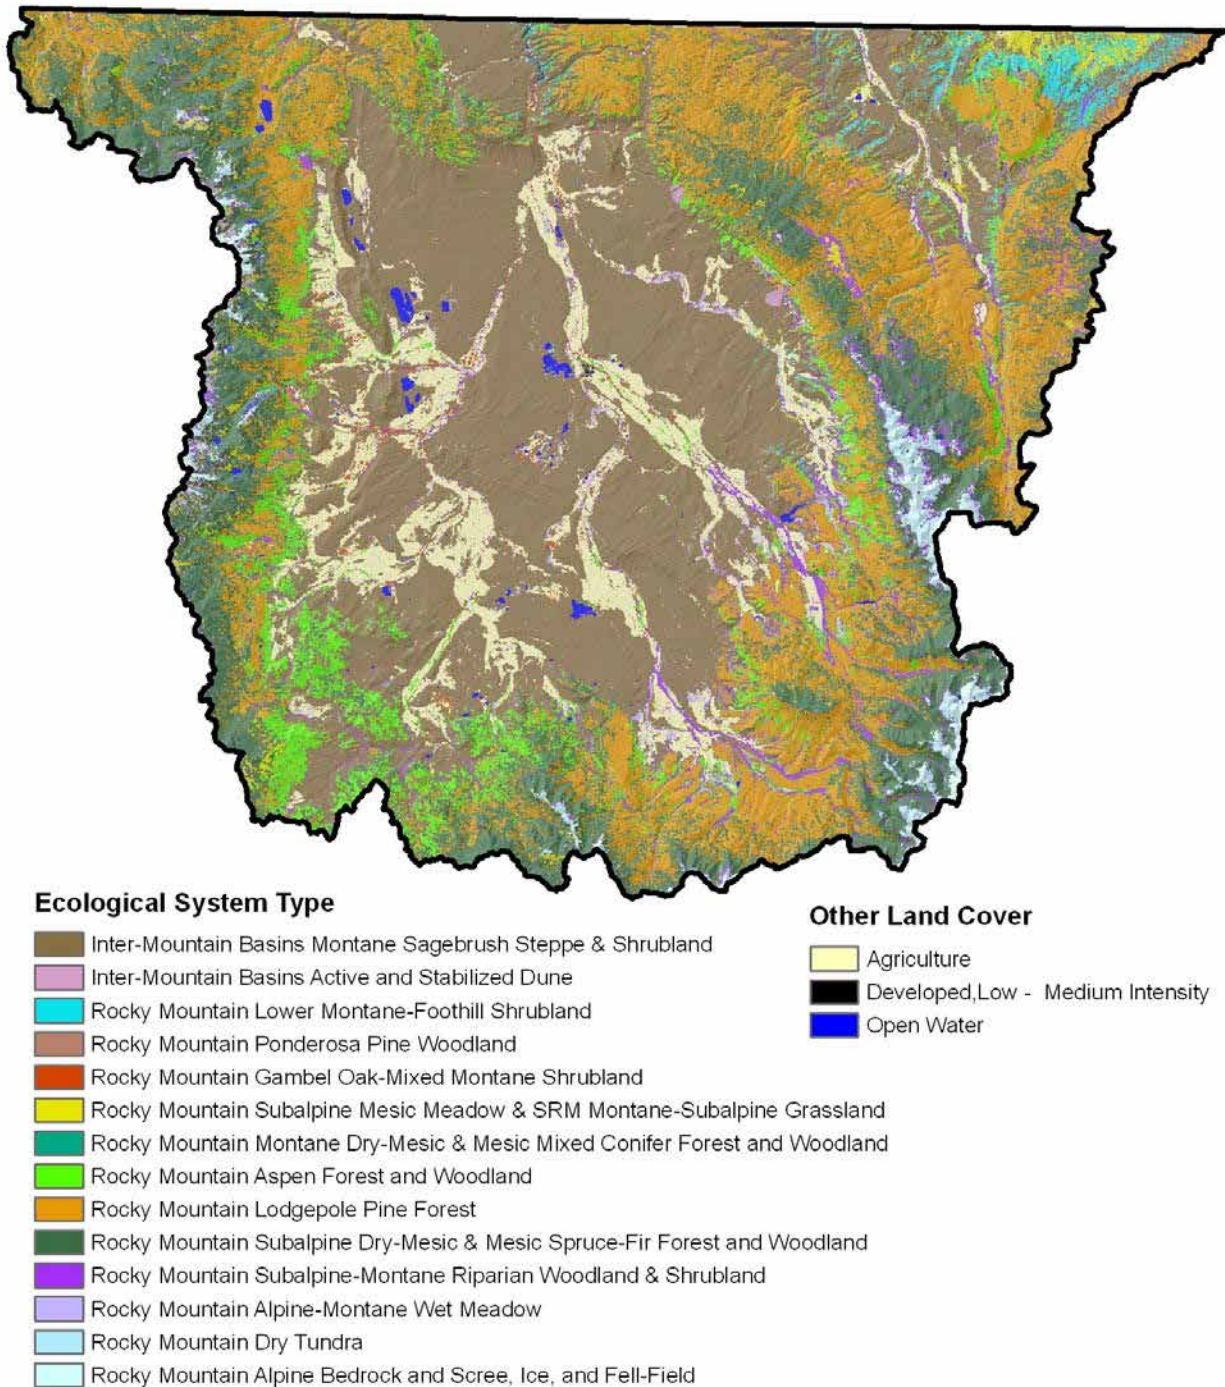 Ecological System Type
Inter-Mountain Basins Montane Sagebrush Steppe & Shrubland
Inter-Mountain Basins Active and Stabilized Dune
Rocky Mountain Lower Montane-Foothill Shrubland
Rocky Mountain Ponderosa Pine Woodland
Rocky Mountain Gambel Oak-Mixed Montane Shrubland
Rocky Mountain Subalpine Mesic Meadow & SRM Montane-Subalpine Grassland
Rocky Mountain Montane Dry-Mesic & Mesic Mixed Conifer Forest and Woodland
Rocky Mountain Aspen Forest and Woodland
Rocky Mountain Lodgepole Pine Forest
Rocky Mountain Subalpine Dry-Mesic & Mesic Spruce-Fir Forest and Woodland
Rocky Mountain Subalpine-Montane Riparian Woodland & Shrubland
Rocky Mountain Alpine-Montane Wet Meadow
Rocky Mountain Dry Tundra
Rocky Mountain Alpine Bedrock and Scree, Ice, and Fell-Field
Other Land Cover
Agriculture
Developed,Low - Medium Intensity
Open Water